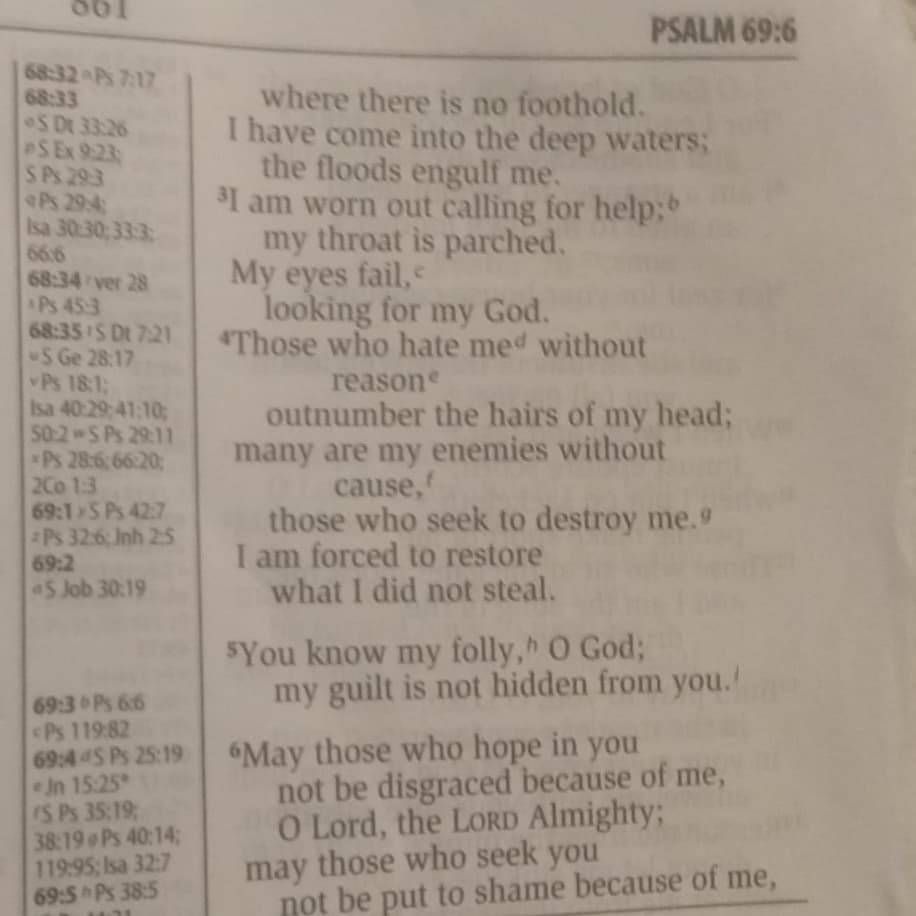 861
PSALM 69:6
68:32 ⁿPs 7:17
68:33
ᵒS Dt 33:26
ᵖS Ex 9:23;
S Ps 29:3
ᑫPs 29:4;
Isa 30:30; 33:3;
66:6
68:34 ʳver 28
ˢPs 45:3
68:35 ᵗS Dt 7:21
ᵘS Ge 28:17
ᵛPs 18:1;
Isa 40:29; 41:10;
50:2 ʷS Ps 29:11
ˣPs 28:6; 66:20;
2Co 1:3
69:1 ʸS Ps 42:7
ᶻPs 32:6; Jnh 2:5
69:2
ᵃS Job 30:19
69:3 ᵇPs 6:6
ᶜPs 119:82
69:4 ᵈS Ps 25:19
ᵉJn 15:25*
ᶠS Ps 35:19;
38:19 ᵍPs 40:14;
119:95; Isa 32:7
69:5 ʰPs 38:5
where there is no foothold.
I have come into the deep waters;
the floods engulf me.
³I am worn out calling for help;ᵇ
my throat is parched.
My eyes fail,ᶜ
looking for my God.
⁴Those who hate meᵈ without
reasonᵉ
outnumber the hairs of my head;
many are my enemies without
cause,ᶠ
those who seek to destroy me.ᵍ
I am forced to restore
what I did not steal.
⁵You know my folly,ʰ O God;
my guilt is not hidden from you.ⁱ
⁶May those who hope in you
not be disgraced because of me,
O Lord, the LORD Almighty;
may those who seek you
not be put to shame because of me,